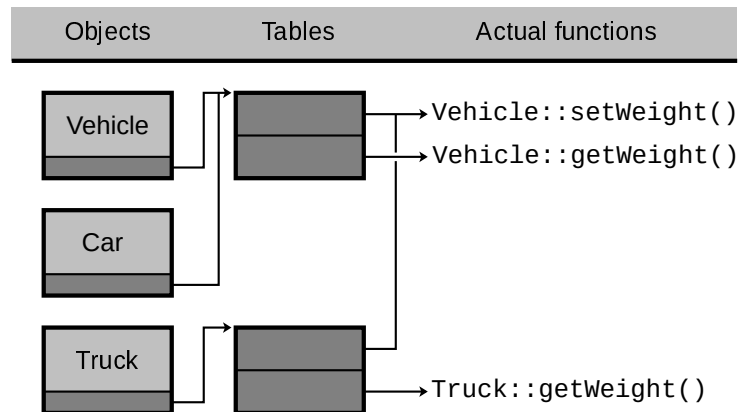 Objects Tables Actual functions
Vehicle
Vehicle::setWeight()
Vehicle::getWeight()
Car
Truck
Truck::getWeight()